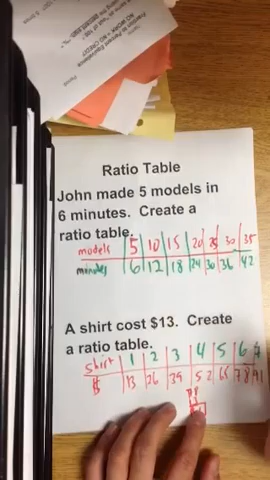 Ratio Table
John made 5 models in
6 minutes. Create a
ratio table.
models 5 10 15 20 25 30 35
minutes 6 12 18 24 30 36 42
A shirt cost $13. Create
a ratio table.
shirt 1 2 3 4 5 6 7
$ 13 26 39 52 65 78 91